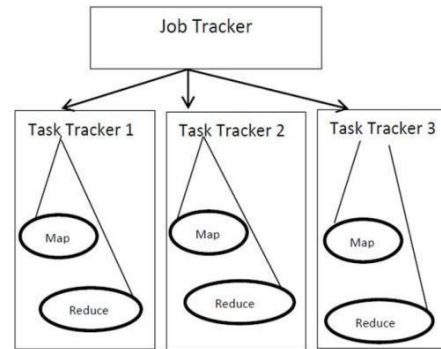 Job Tracker
Task Tracker 1
Task Tracker 2
Task Tracker 3
Map
Map
Map
Reduce
Reduce
Reduce